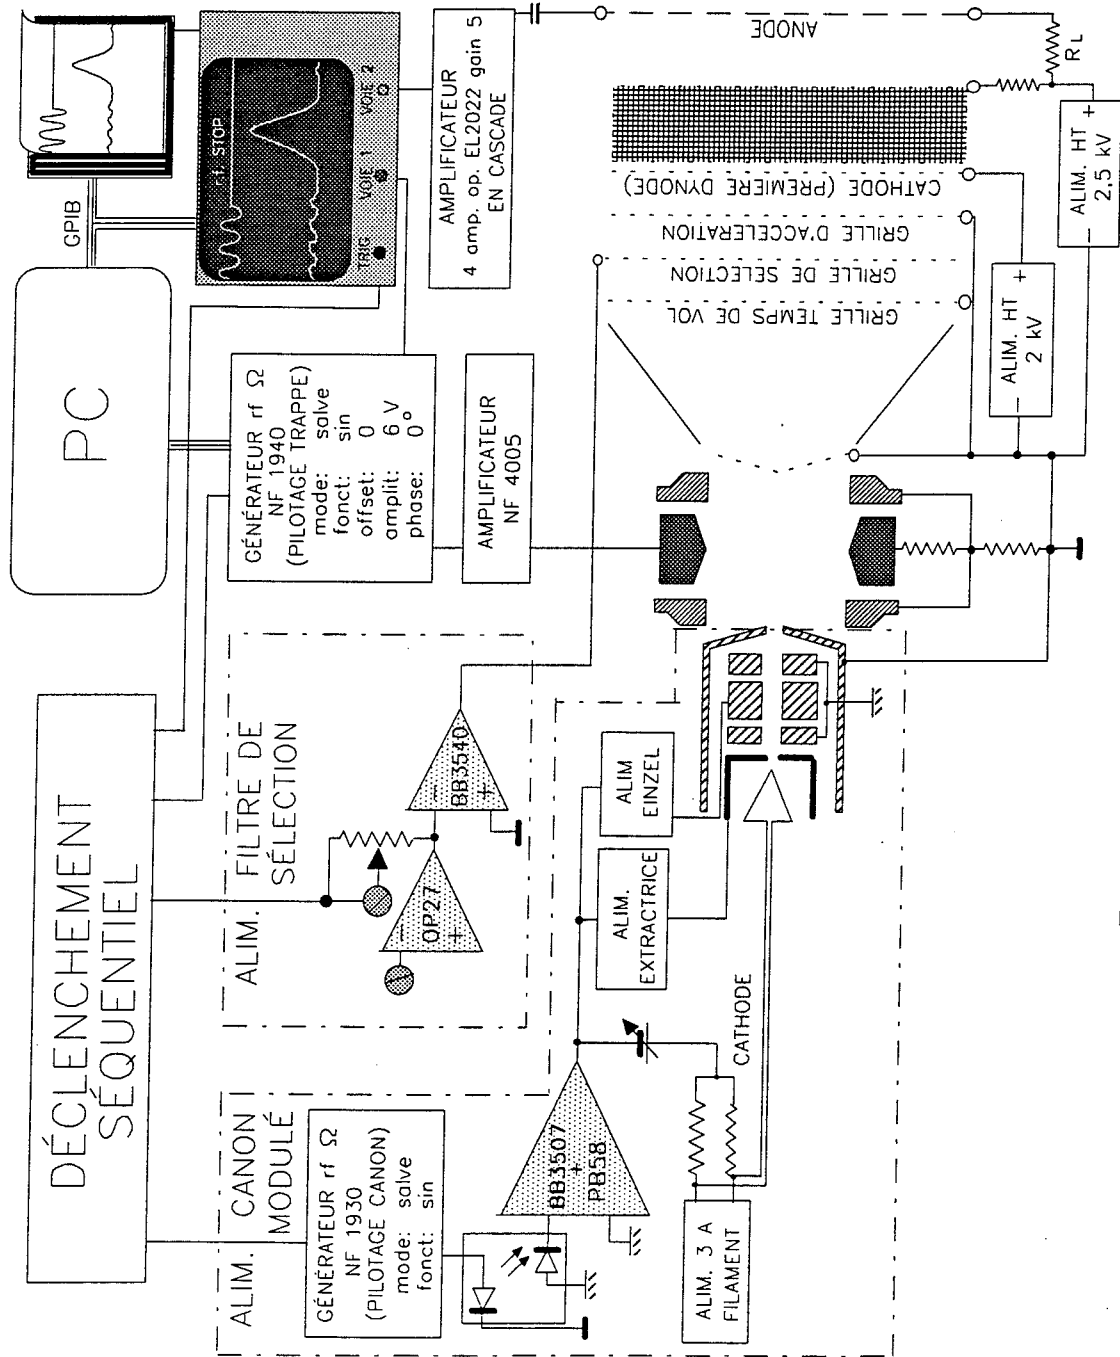 DÉCLENCHEMENT
SÉQUENTIEL
PC
GPIB
rf STOP
TRIG
VOIE 1
VOIE 2
GÉNÉRATEUR rf Ω
NF 1940
(PILOTAGE TRAPPE)
mode: salve
fonct: sin
offset: 0
amplit: 6 V
phase: 0°
AMPLIFICATEUR
4 amp. op. EL2022 gain 5
EN CASCADE
AMPLIFICATEUR
NF 4005
ALIM. FILTRE DE
SÉLECTION
OP27
- 
+
BB3540
-
+
ALIM. CANON
MODULÉ
GÉNÉRATEUR rf Ω
NF 1930
(PILOTAGE CANON)
mode: salve
fonct: sin
BB3507
+
PB58
ALIM.
EXTRACTRICE
ALIM
EINZEL
CATHODE
ALIM. 3 A
FILAMENT
GRILLE TEMPS DE VOL
GRILLE DE SELECTION
GRILLE D'ACCELERATION
CATHODE (PREMIERE DYNODE)
ANODE
RL
ALIM. HT
2 kV
- +
ALIM. HT
2.5 kV
- +